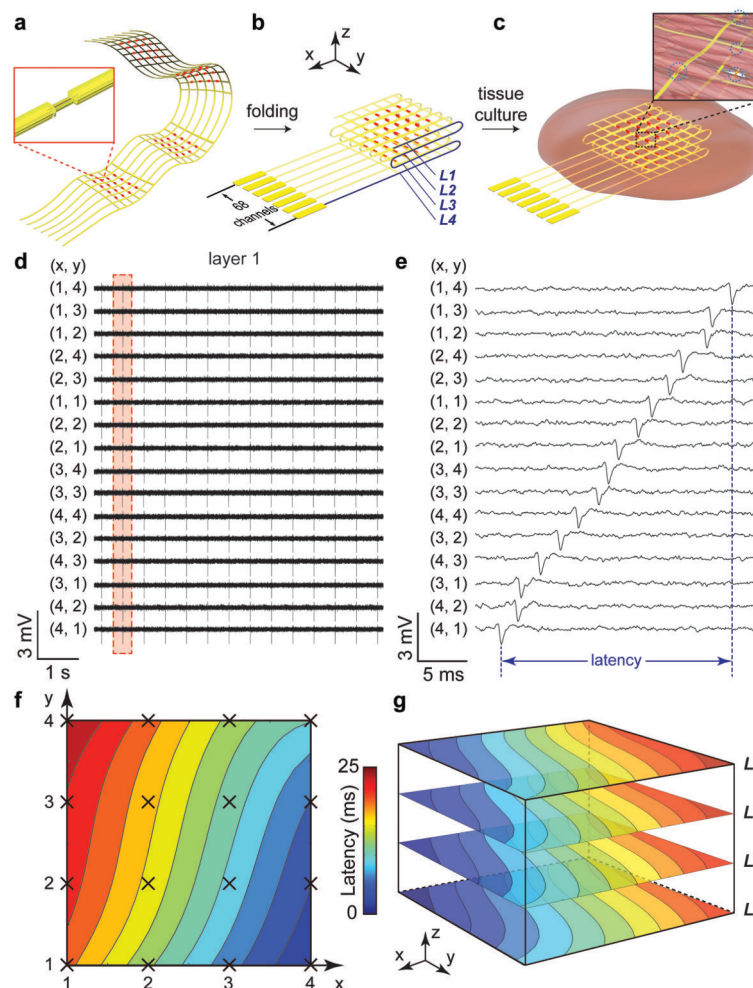 a
b
c
z
x
y
folding
tissue
culture
L1
L2
L3
L4
68
channels
d
(x, y)
layer 1
(1, 4)
(1, 3)
(1, 2)
(2, 4)
(2, 3)
(1, 1)
(2, 2)
(2, 1)
(3, 4)
(3, 3)
(4, 4)
(3, 2)
(4, 3)
(3, 1)
(4, 2)
(4, 1)
3 mV
1 s
e
(x, y)
(1, 4)
(1, 3)
(1, 2)
(2, 4)
(2, 3)
(1, 1)
(2, 2)
(2, 1)
(3, 4)
(3, 3)
(4, 4)
(3, 2)
(4, 3)
(3, 1)
(4, 2)
(4, 1)
3 mV
5 ms
latency
f
y
4
3
2
1
1
2
3
4
x
25
Latency (ms)
0
g
L
L
L
L
z
x
y